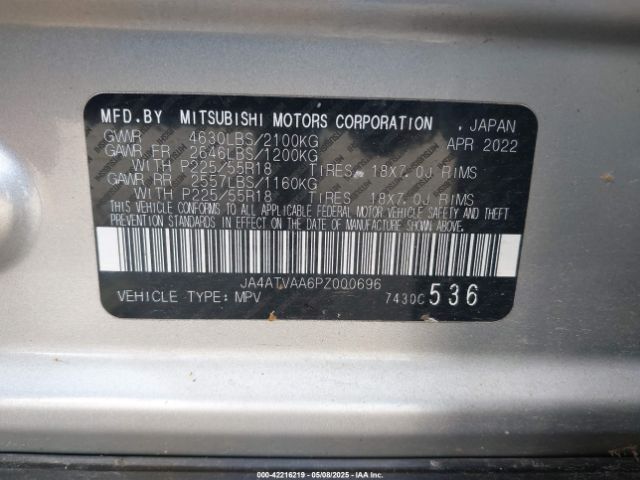 MFD.BY MITSUBISHI MOTORS CORPORATION , JAPAN
GWWR 4630LBS/2100KG APR 2022
GAWR FR 2646LBS/1200KG
WITH P225/55R18 TIRES, 18X7.0J RIMS
GAWR RR 2557LBS/1160KG
WITH P225/55R18 TIRES, 18X7.0J RIMS
THIS VEHICLE CONFORMS TO ALL APPLICABLE FEDERAL MOTOR VEHICLE SAFETY AND THEFT
PREVENTION STANDARDS IN EFFECT ON THE DATE OF MANUFACTURE SHOWN ABOVE.
JA4ATVAA6PZ000696
VEHICLE TYPE: MPV 7430C 536
000-42216219 - 05/08/2025 - IAAI.COM